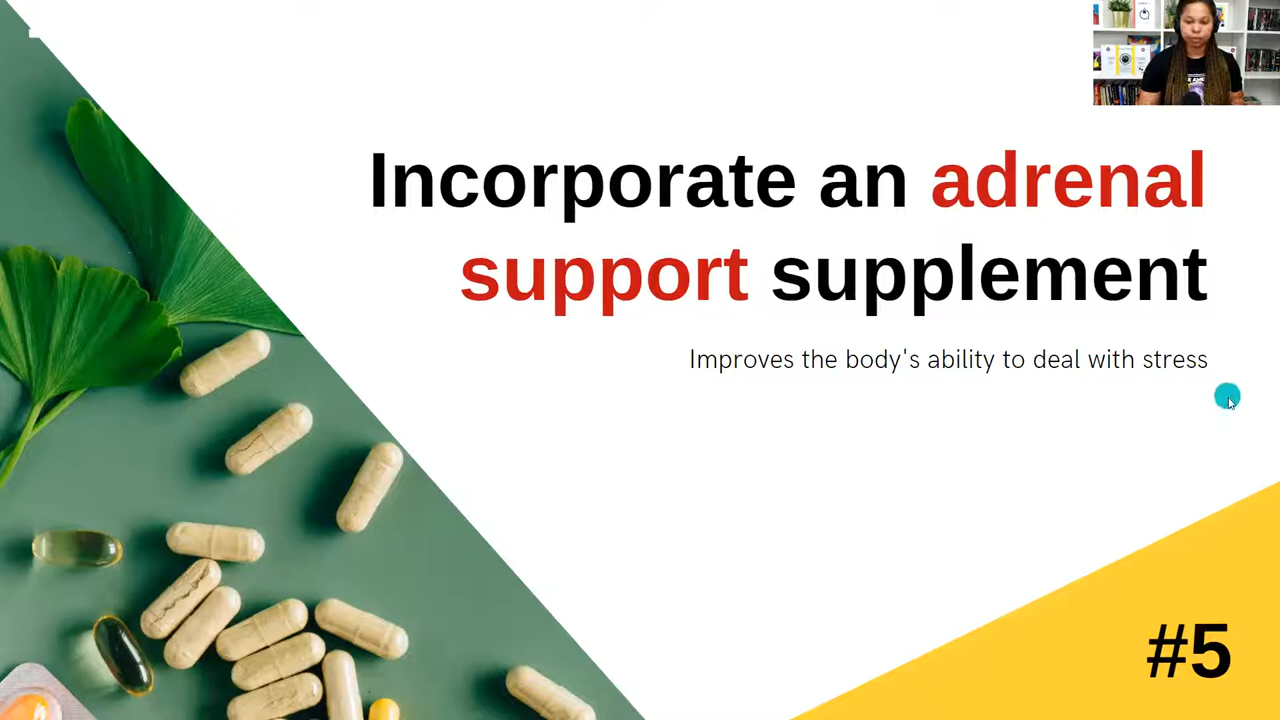 Incorporate an adrenal
support supplement
Improves the body's ability to deal with stress
#5